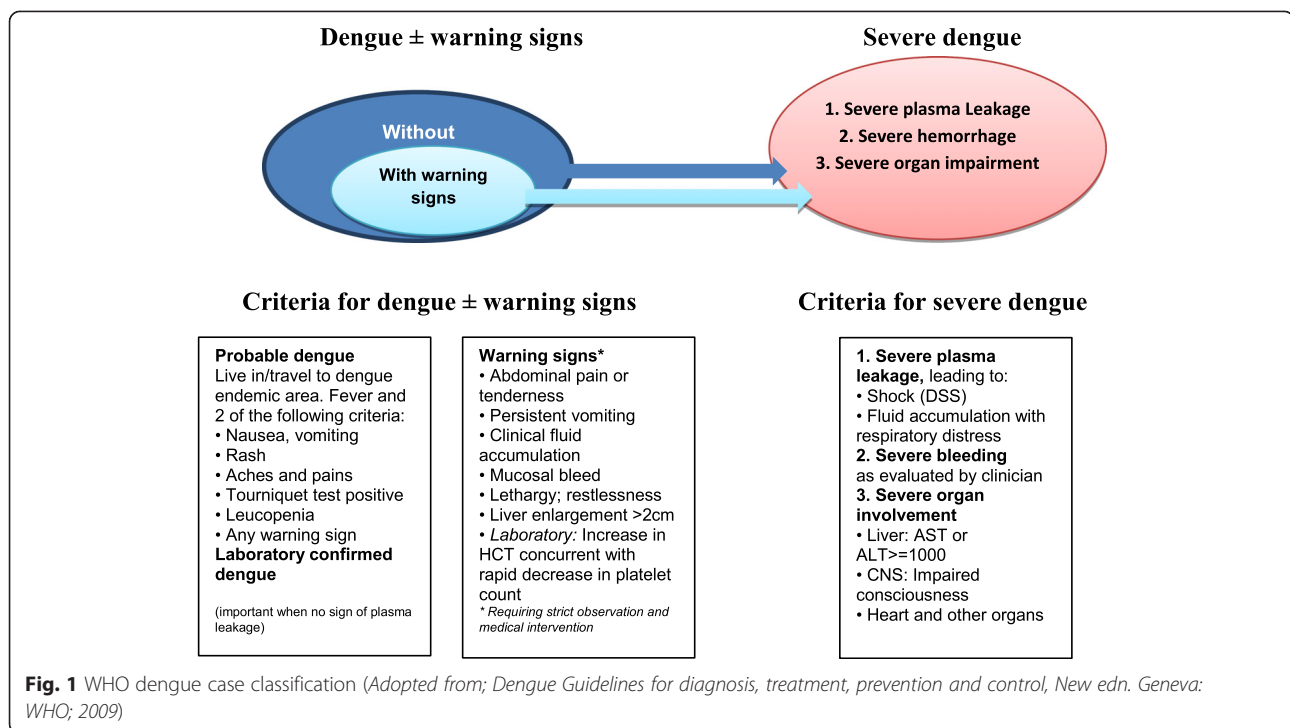 Dengue ± warning signs
Severe dengue
Without
With warning
signs
1. Severe plasma Leakage
2. Severe hemorrhage
3. Severe organ impairment
Criteria for dengue ± warning signs
Criteria for severe dengue
Probable dengue
Live in/travel to dengue
endemic area. Fever and
2 of the following criteria:
• Nausea, vomiting
• Rash
• Aches and pains
• Tourniquet test positive
• Leucopenia
• Any warning sign
Laboratory confirmed
dengue
(important when no sign of plasma
leakage)
Warning signs*
• Abdominal pain or
tenderness
• Persistent vomiting
• Clinical fluid
accumulation
• Mucosal bleed
• Lethargy; restlessness
• Liver enlargement >2cm
• Laboratory: Increase in
HCT concurrent with
rapid decrease in platelet
count
* Requiring strict observation and
medical intervention
1. Severe plasma
leakage, leading to:
• Shock (DSS)
• Fluid accumulation with
respiratory distress
2. Severe bleeding
as evaluated by clinician
3. Severe organ
involvement
• Liver: AST or
ALT>=1000
• CNS: Impaired
consciousness
• Heart and other organs
Fig. 1 WHO dengue case classification (Adopted from; Dengue Guidelines for diagnosis, treatment, prevention and control, New edn. Geneva:
WHO; 2009)